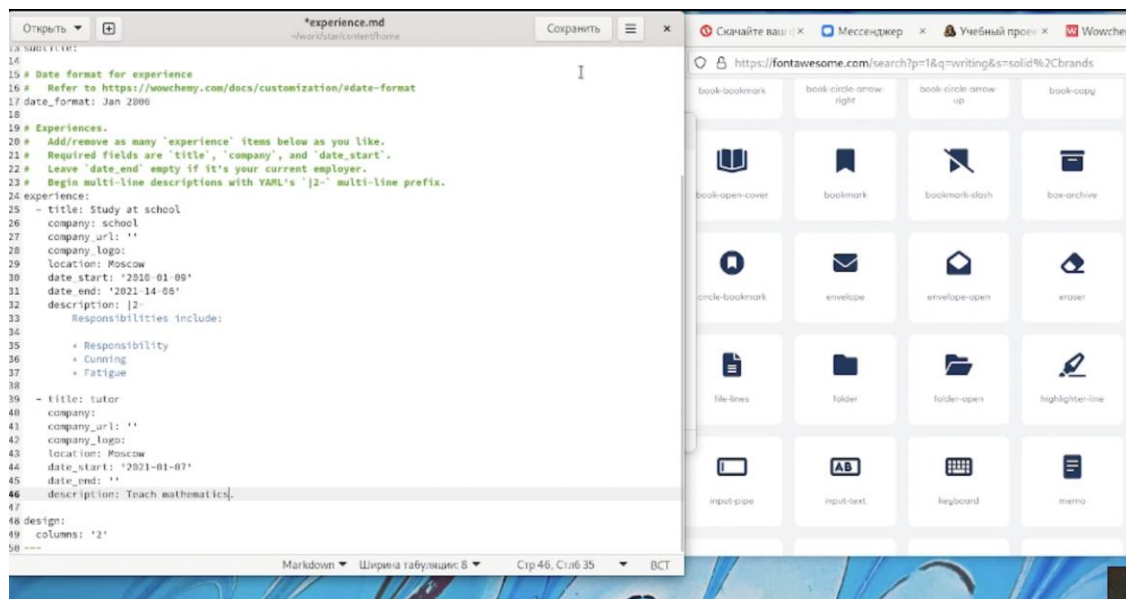 Открыть
*experience.md
~/work/star/content/home
Сохранить
13 subtitle:
14
15 # Date format for experience
16 #   Refer to https://wowchemy.com/docs/customization/#date-format
17 date_format: Jan 2006
18
19 # Experiences.
20 #   Add/remove as many `experience` items below as you like.
21 #   Required fields are `title`, `company`, and `date_start`.
22 #   Leave `date_end` empty if it's your current employer.
23 #   Begin multi-line descriptions with YAML's `|2-` multi-line prefix.
24 experience:
25   - title: Study at school
26     company: school
27     company_url: ''
28     company_logo:
29     location: Moscow
30     date_start: '2010-01-09'
31     date_end: '2021-14-06'
32     description: |2-
33         Responsibilities include:
34
35         * Responsibility
36         * Cunning
37         * Fatigue
38
39   - title: tutor
40     company:
41     company_url: ''
42     company_logo:
43     location: Moscow
44     date_start: '2021-01-07'
45     date_end: ''
46     description: Teach mathematics.
47
48 design:
49   columns: '2'
50 ---
Markdown
Ширина табуляции: 8
Стр 46, Стлб 35
ВСТ
Скачайте ваш
Мессенджер
Учебный проек
Wowche
https://fontawesome.com/search?p=1&q=writing&s=solid%2Cbrands
book-bookmark
book-circle-arrow-right
book-circle-arrow-up
book-copy
book-open-cover
bookmark
bookmark-slash
box-archive
circle-bookmark
envelope
envelope-open
eraser
file-lines
folder
folder-open
highlighter-line
AB
input-pipe
input-text
keyboard
memo